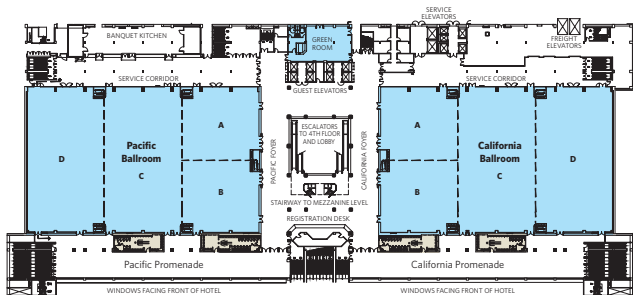 SERVICE
ELEVATORS
BANQUET KITCHEN
GREEN
ROOM
FREIGHT
ELEVATORS
SERVICE CORRIDOR
GUEST ELEVATORS
SERVICE CORRIDOR
A
Pacific
Ballroom
D
C
B
PACIFIC FOYER
ESCALATORS
TO 4TH FLOOR
AND LOBBY
CALIFORNIA FOYER
A
California
Ballroom
C
D
B
STAIRWAY TO MEZZANINE LEVEL
REGISTRATION DESK
Pacific Promenade
California Promenade
WINDOWS FACING FRONT OF HOTEL
WINDOWS FACING FRONT OF HOTEL